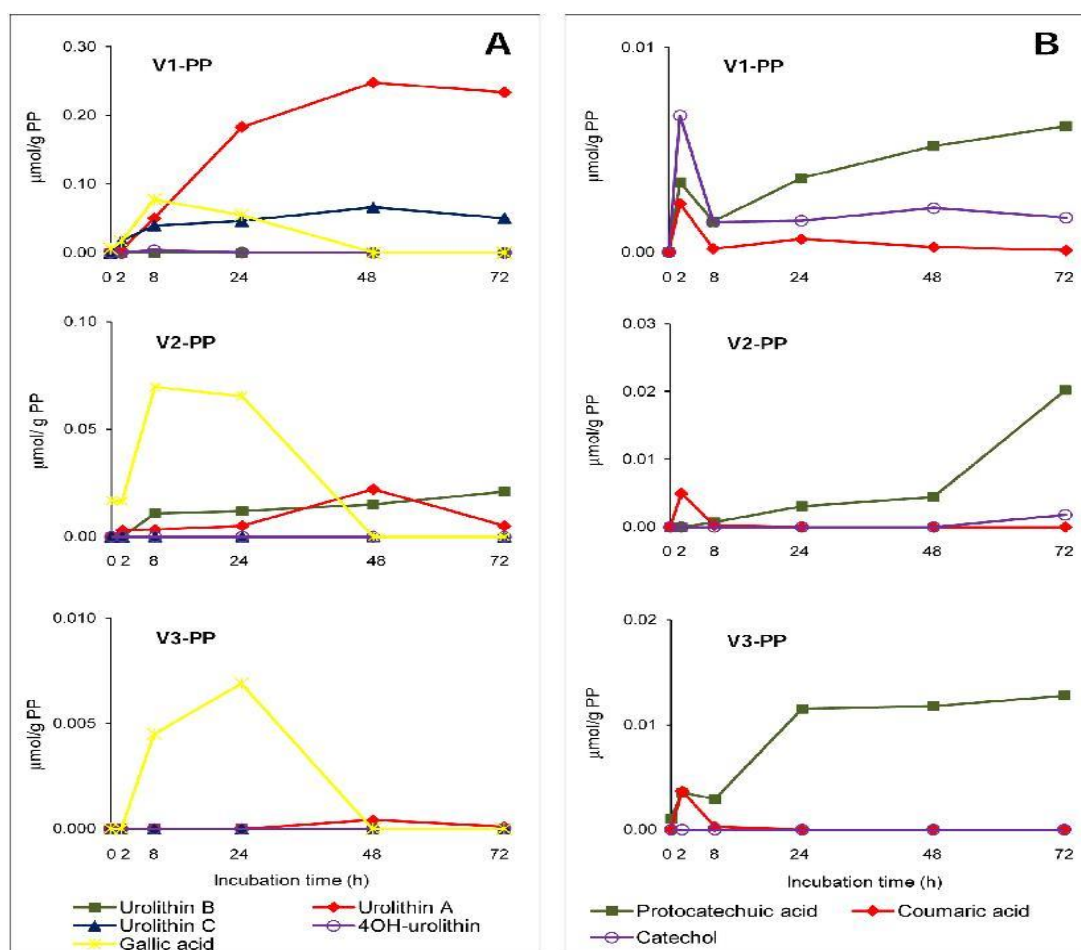 A
V1-PP
0.30
0.20
0.10
0.00
µmol/g PP
0 2 8 24 48 72
V2-PP
0.10
0.05
0.00
µmol/ g PP
0 2 8 24 48 72
V3-PP
0.010
0.005
0.000
µmol/g PP
0 2 8 24 48 72
Incubation time (h)
Urolithin B Urolithin A
Urolithin C 4OH-urolithin
Gallic acid
B
V1-PP
0.01
0.00
µmol/g PP
0 2 8 24 48 72
V2-PP
0.03
0.02
0.01
0.00
µmol/g PP
0 2 8 24 48 72
V3-PP
0.02
0.01
0.00
µmol/g PP
0 2 8 24 48 72
Incubation time (h)
Protocatechuic acid Coumaric acid
Catechol